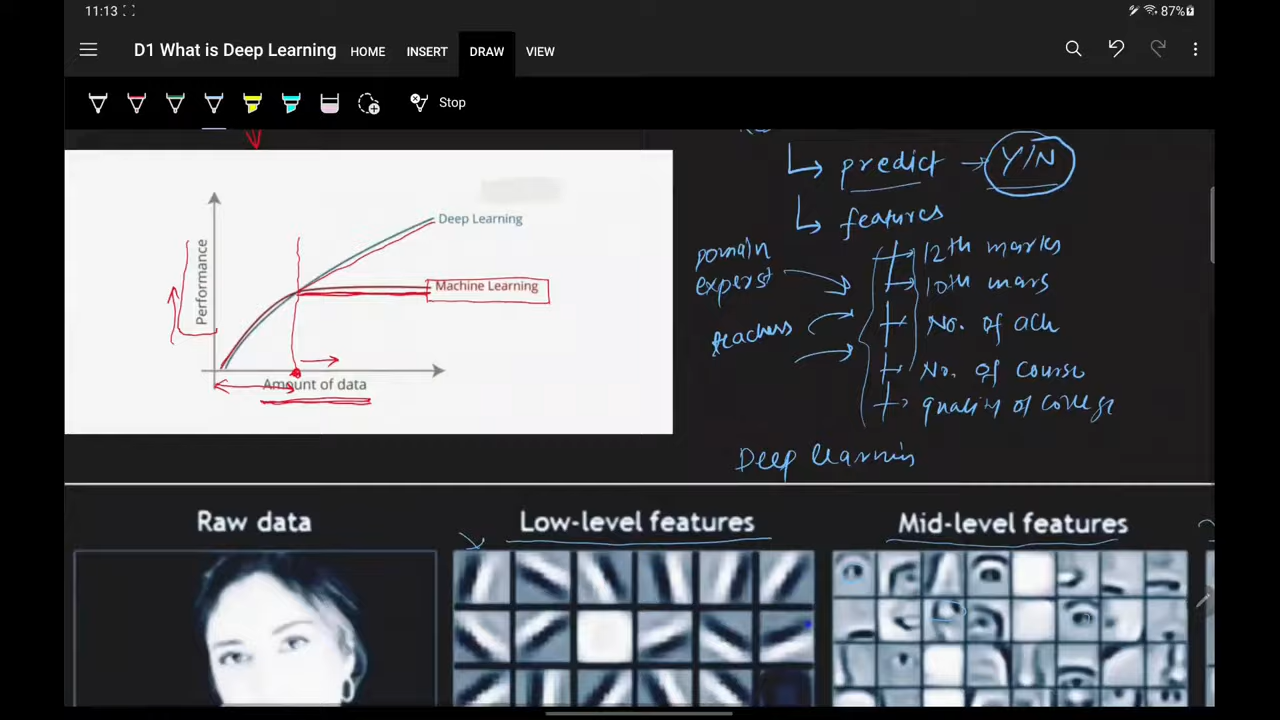 11:13
87%
D1 What is Deep Learning HOME INSERT DRAW VIEW
Stop
predict → Y/N
features
Deep Learning
Performance
Machine Learning
Amount of data
Domain
experst
teachers
12th marks
10th mars
No. of ach
No. of course
quality of college
Deep learnin
Raw data
Low-level features
Mid-level features